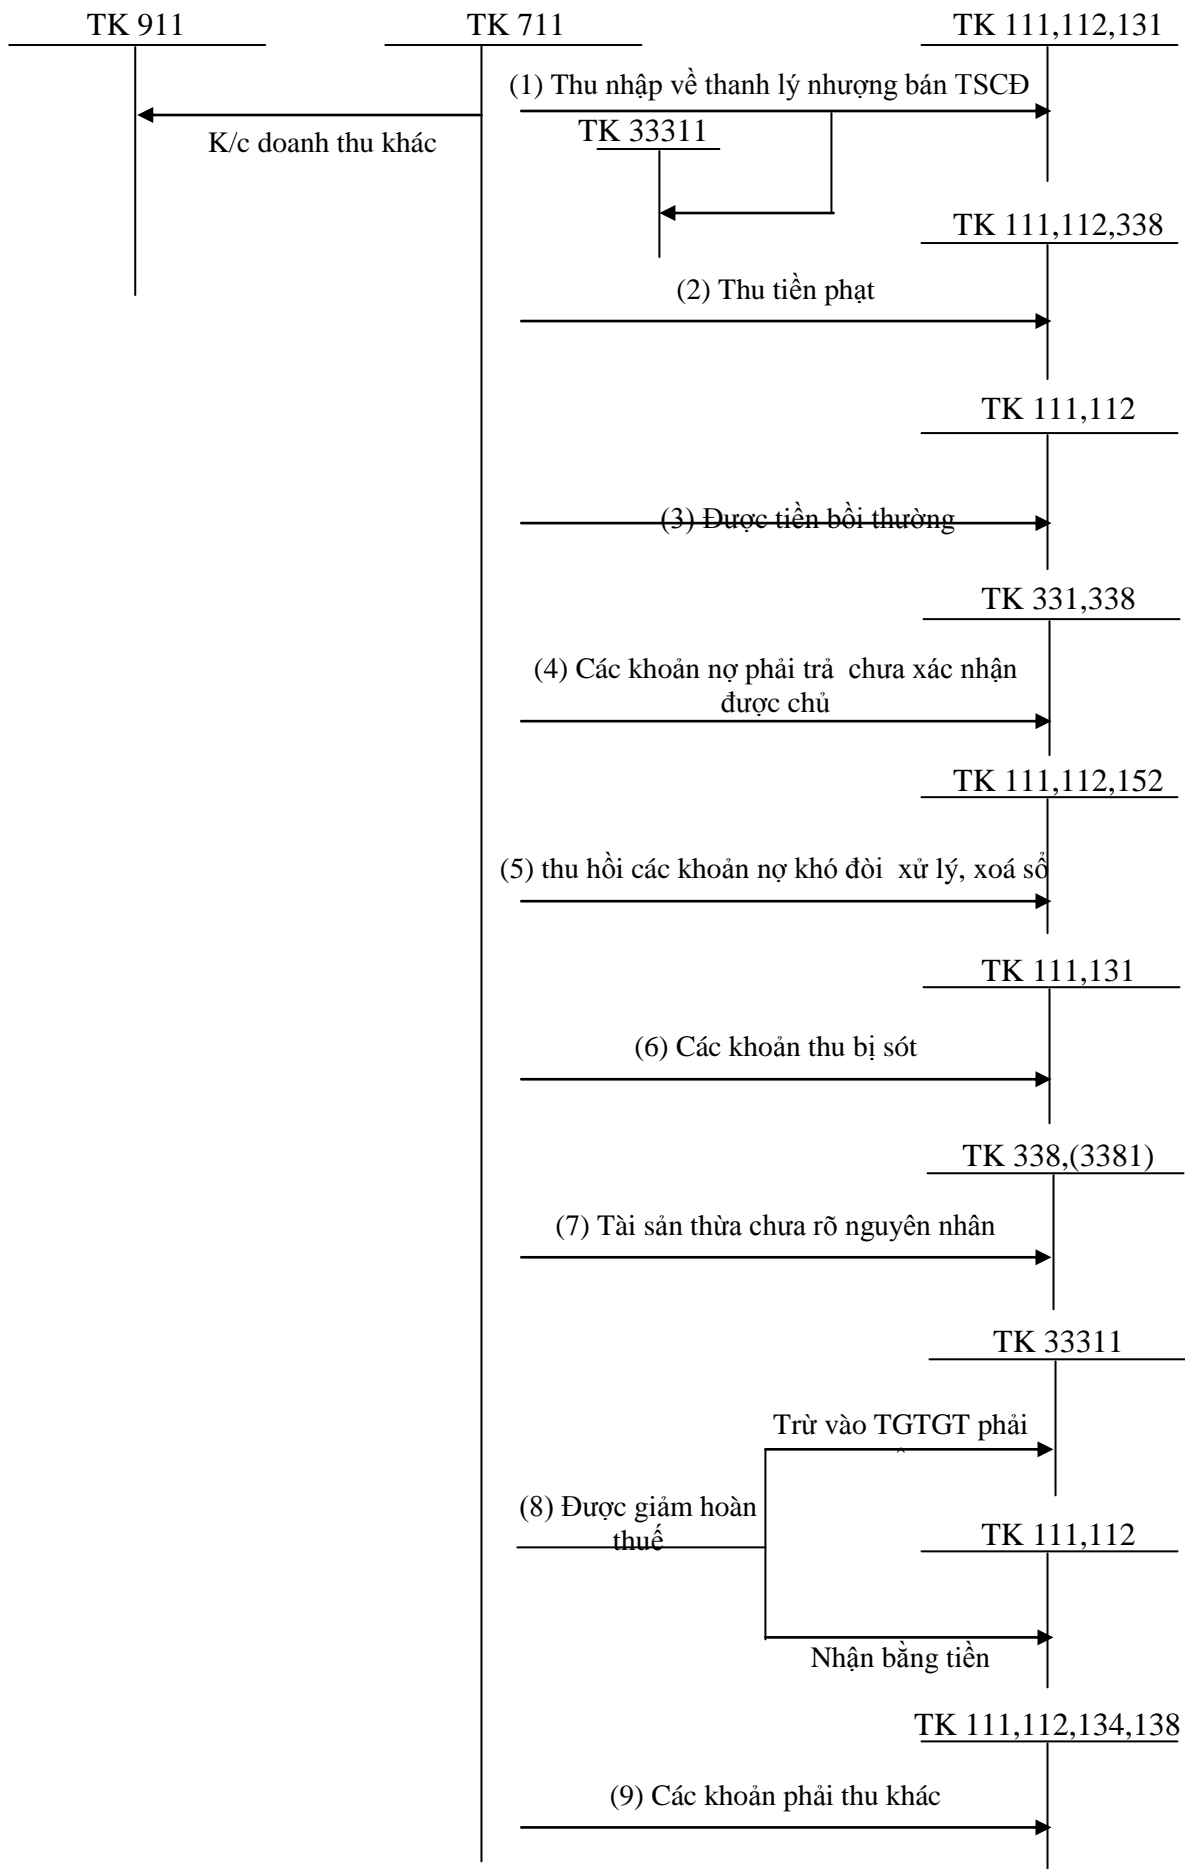 TK 911
TK 711
TK 111,112,131
(1) Thu nhập về thanh lý nhượng bán TSCĐ
K/c doanh thu khác
TK 33311
TK 111,112,338
(2) Thu tiền phạt
TK 111,112
(3) Được tiền bồi thường
TK 331,338
(4) Các khoản nợ phải trả chưa xác nhận
được chủ
TK 111,112,152
(5) thu hồi các khoản nợ khó đòi xử lý, xoá sổ
TK 111,131
(6) Các khoản thu bị sót
TK 338,(3381)
(7) Tài sản thừa chưa rõ nguyên nhân
TK 33311
Trừ vào TGTGT phải
(8) Được giảm hoàn
thuế
TK 111,112
Nhận bằng tiền
TK 111,112,134,138
(9) Các khoản phải thu khác